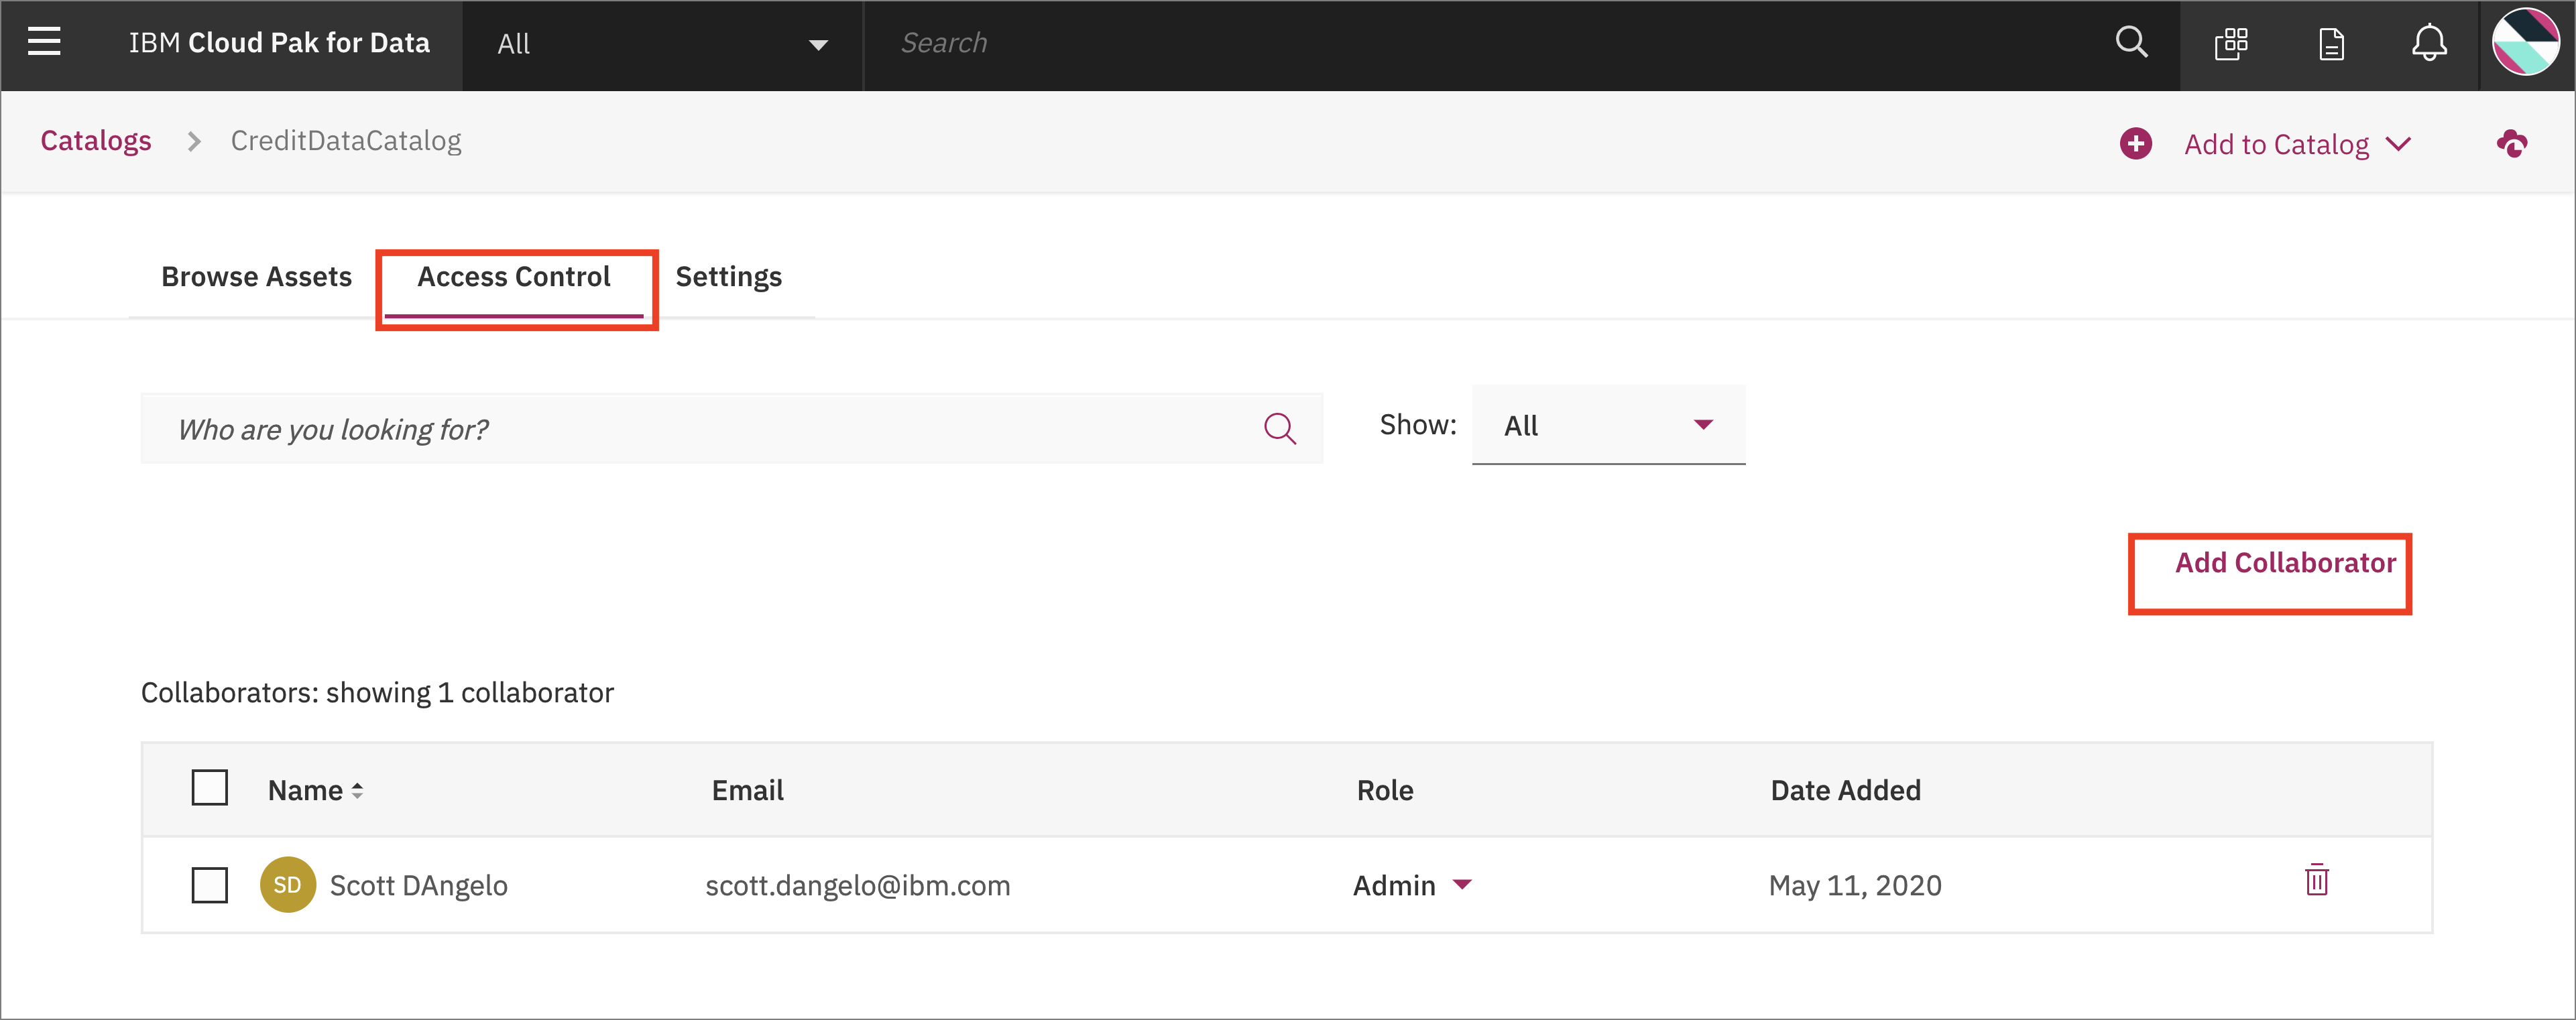 IBM Cloud Pak for Data All Search
Catalogs CreditDataCatalog Add to Catalog
Browse Assets Access Control Settings
Who are you looking for? Show: All
Add Collaborator
Collaborators: showing 1 collaborator
Name Email Role Date Added
SD Scott DAngelo scott.dangelo@ibm.com Admin May 11, 2020